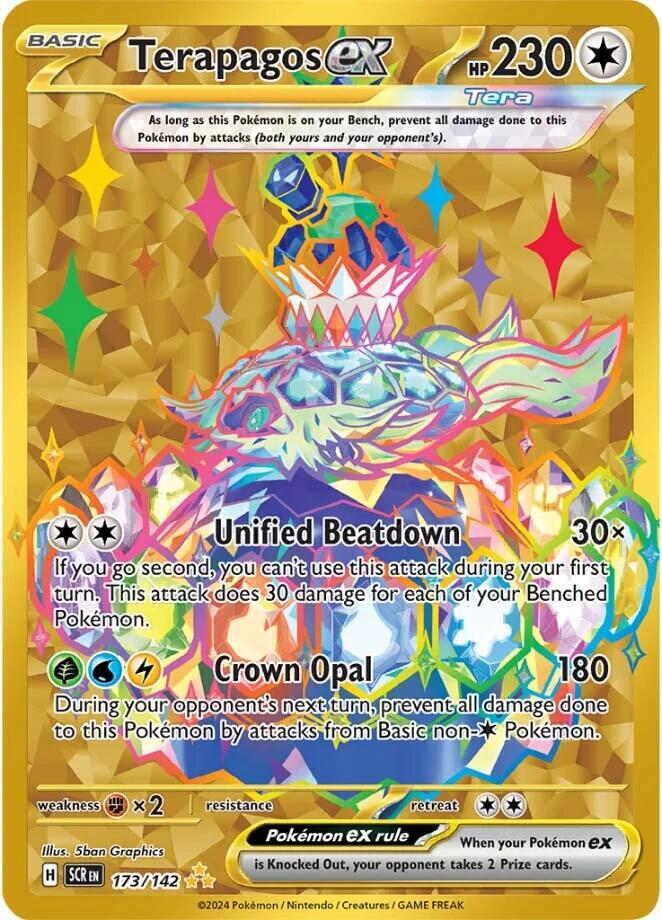 BASIC
Terapagos ex
HP 230
Tera
As long as this Pokémon is on your Bench, prevent all damage done to this
Pokémon by attacks (both yours and your opponent's).
Unified Beatdown 30×
If you go second, you can't use this attack during your first
turn. This attack does 30 damage for each of your Benched
Pokémon.
Crown Opal 180
During your opponent's next turn, prevent all damage done
to this Pokémon by attacks from Basic non- Pokémon.
weakness ×2 resistance retreat
Illus. 5ban Graphics
Pokémon ex rule
When your Pokémon ex
is Knocked Out, your opponent takes 2 Prize cards.
H SCR EN 173/142
©2024 Pokémon / Nintendo / Creatures / GAME FREAK